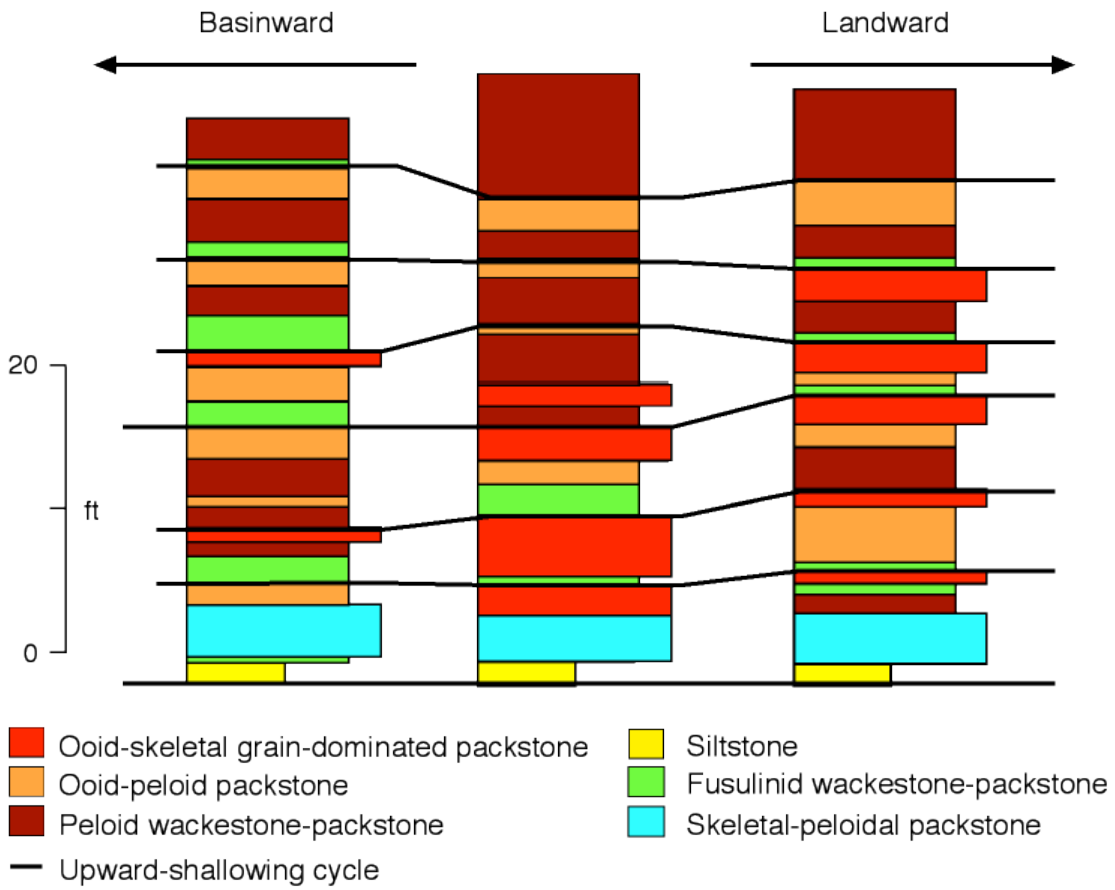 Basinward
Landward
20
ft
0
Ooid-skeletal grain-dominated packstone
Ooid-peloid packstone
Peloid wackestone-packstone
Upward-shallowing cycle
Siltstone
Fusulinid wackestone-packstone
Skeletal-peloidal packstone